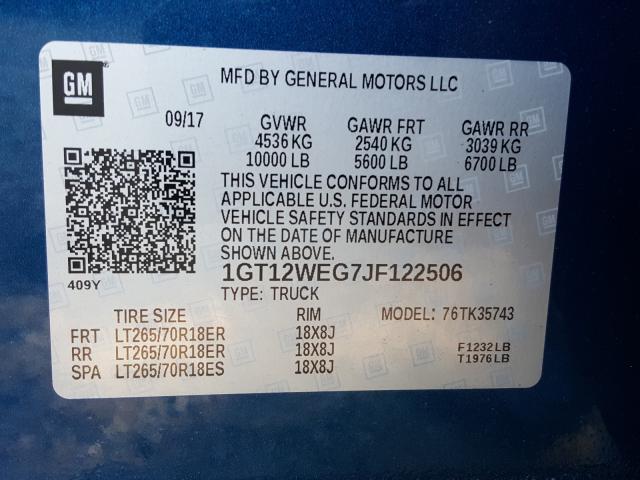 GM
MFD BY GENERAL MOTORS LLC
09/17 GVWR GAWR FRT GAWR RR
4536 KG 2540 KG 3039 KG
10000 LB 5600 LB 6700 LB
THIS VEHICLE CONFORMS TO ALL
APPLICABLE U.S. FEDERAL MOTOR
VEHICLE SAFETY STANDARDS IN EFFECT
ON THE DATE OF MANUFACTURE
SHOWN ABOVE.
409Y 1GT12WEG7JF122506
TYPE: TRUCK
TIRE SIZE RIM MODEL: 76TK35743
FRT LT265/70R18ER 18X8J
RR LT265/70R18ER 18X8J F1232LB
SPA LT265/70R18ES 18X8J T1976LB